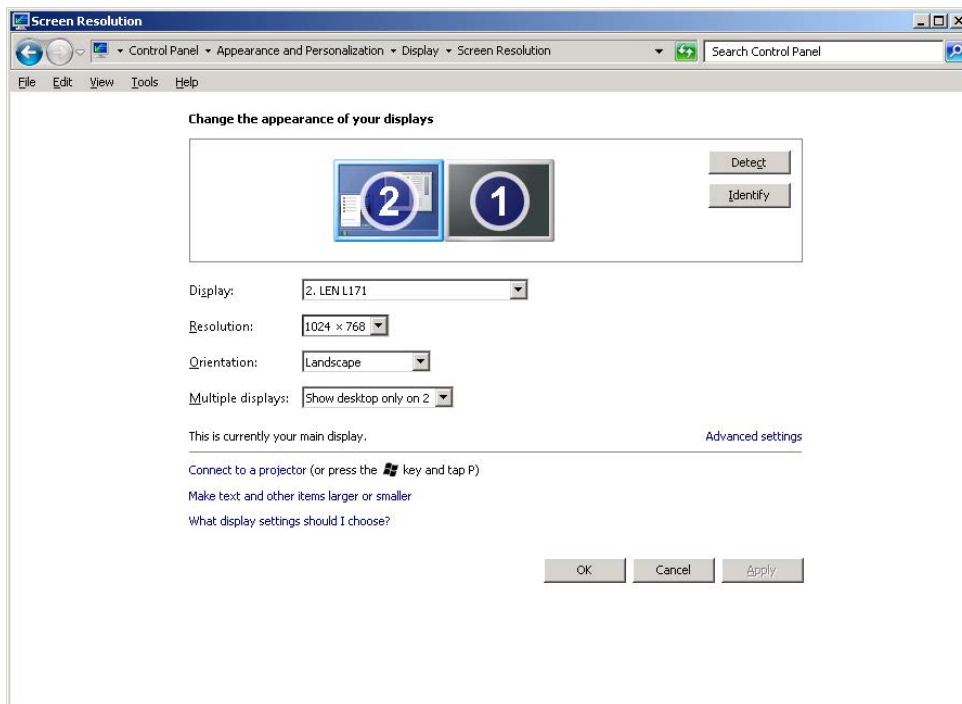 Screen Resolution
Control Panel Appearance and Personalization Display Screen Resolution Search Control Panel
File Edit View Tools Help
Change the appearance of your displays
2 1
Detect
Identify
Display: 2. LEN L171
Resolution: 1024 × 768
Orientation: Landscape
Multiple displays: Show desktop only on 2
This is currently your main display. Advanced settings
Connect to a projector (or press the key and tap P)
Make text and other items larger or smaller
What display settings should I choose?
OK Cancel Apply